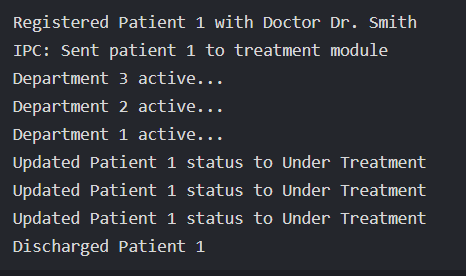 Registered Patient 1 with Doctor Dr. Smith
IPC: Sent patient 1 to treatment module
Department 3 active...
Department 2 active...
Department 1 active...
Updated Patient 1 status to Under Treatment
Updated Patient 1 status to Under Treatment
Updated Patient 1 status to Under Treatment
Discharged Patient 1